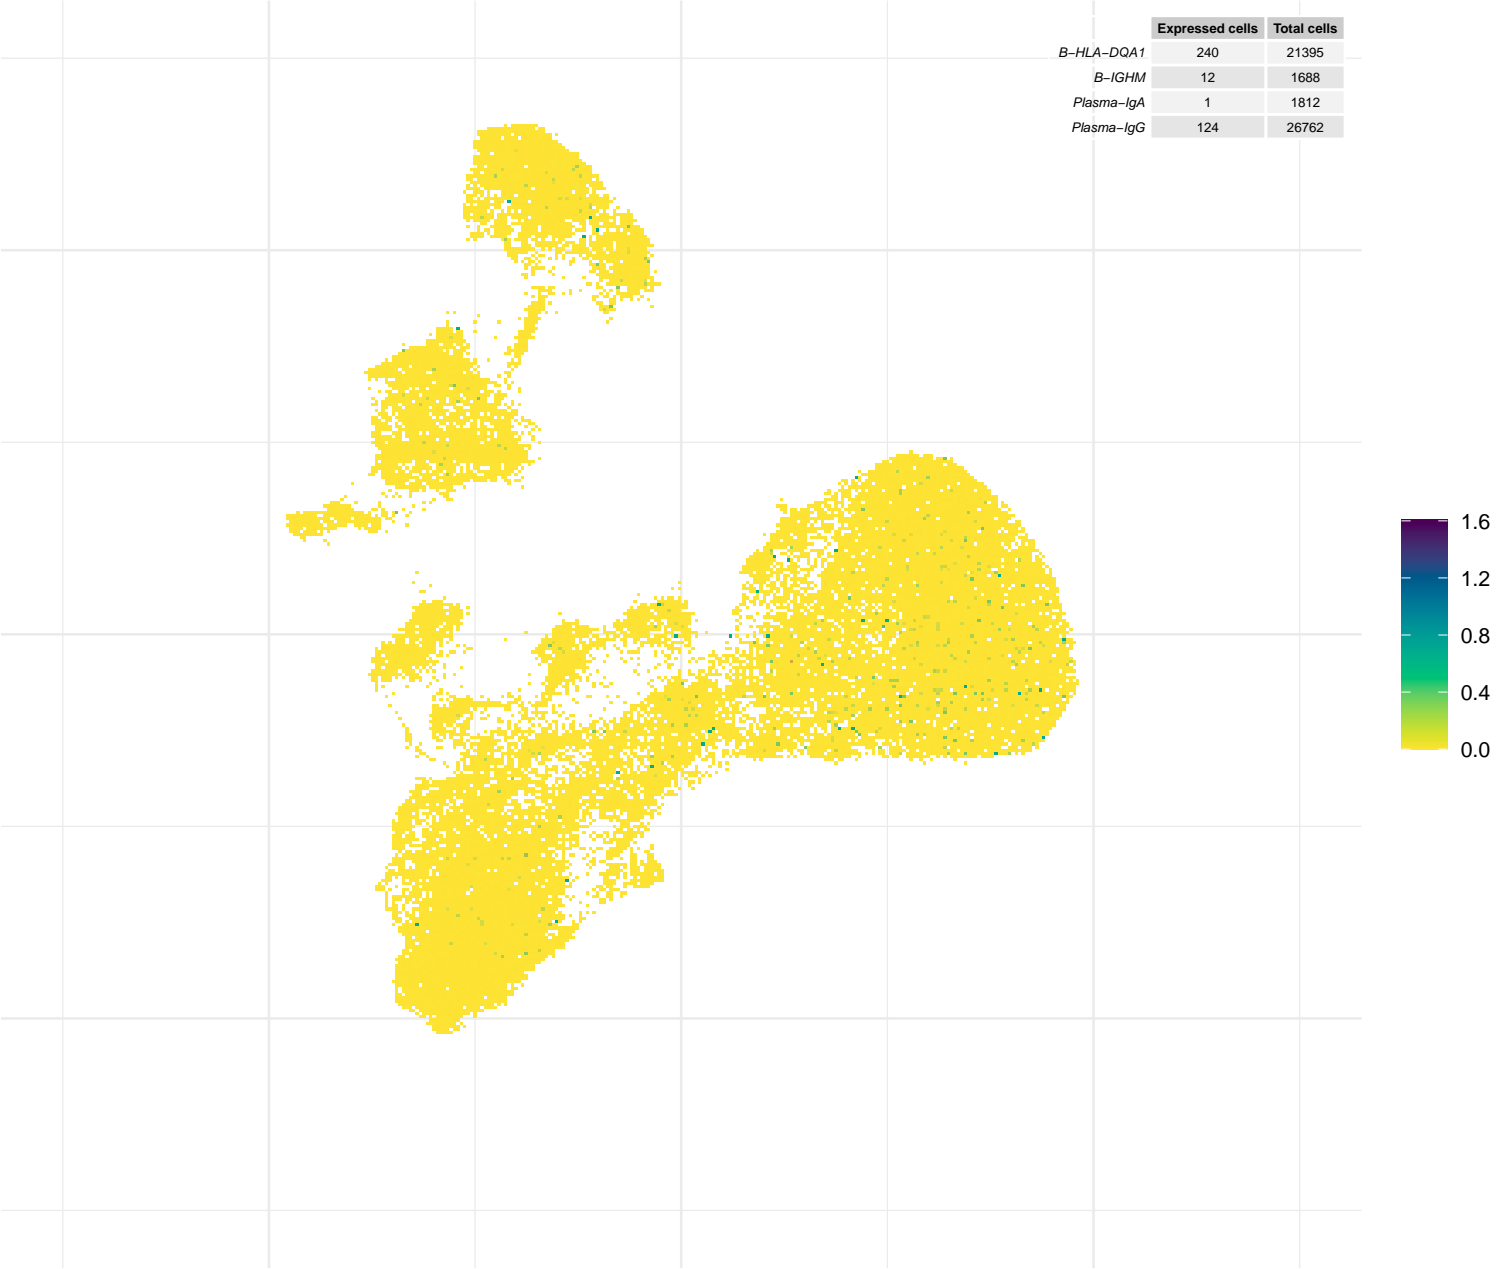 Expressed cells Total cells
B−HLA−DQA1 240 21395
B−IGHM 12 1688
Plasma−IgA 1 1812
Plasma−IgG 124 26762
1.6
1.2
0.8
0.4
0.0